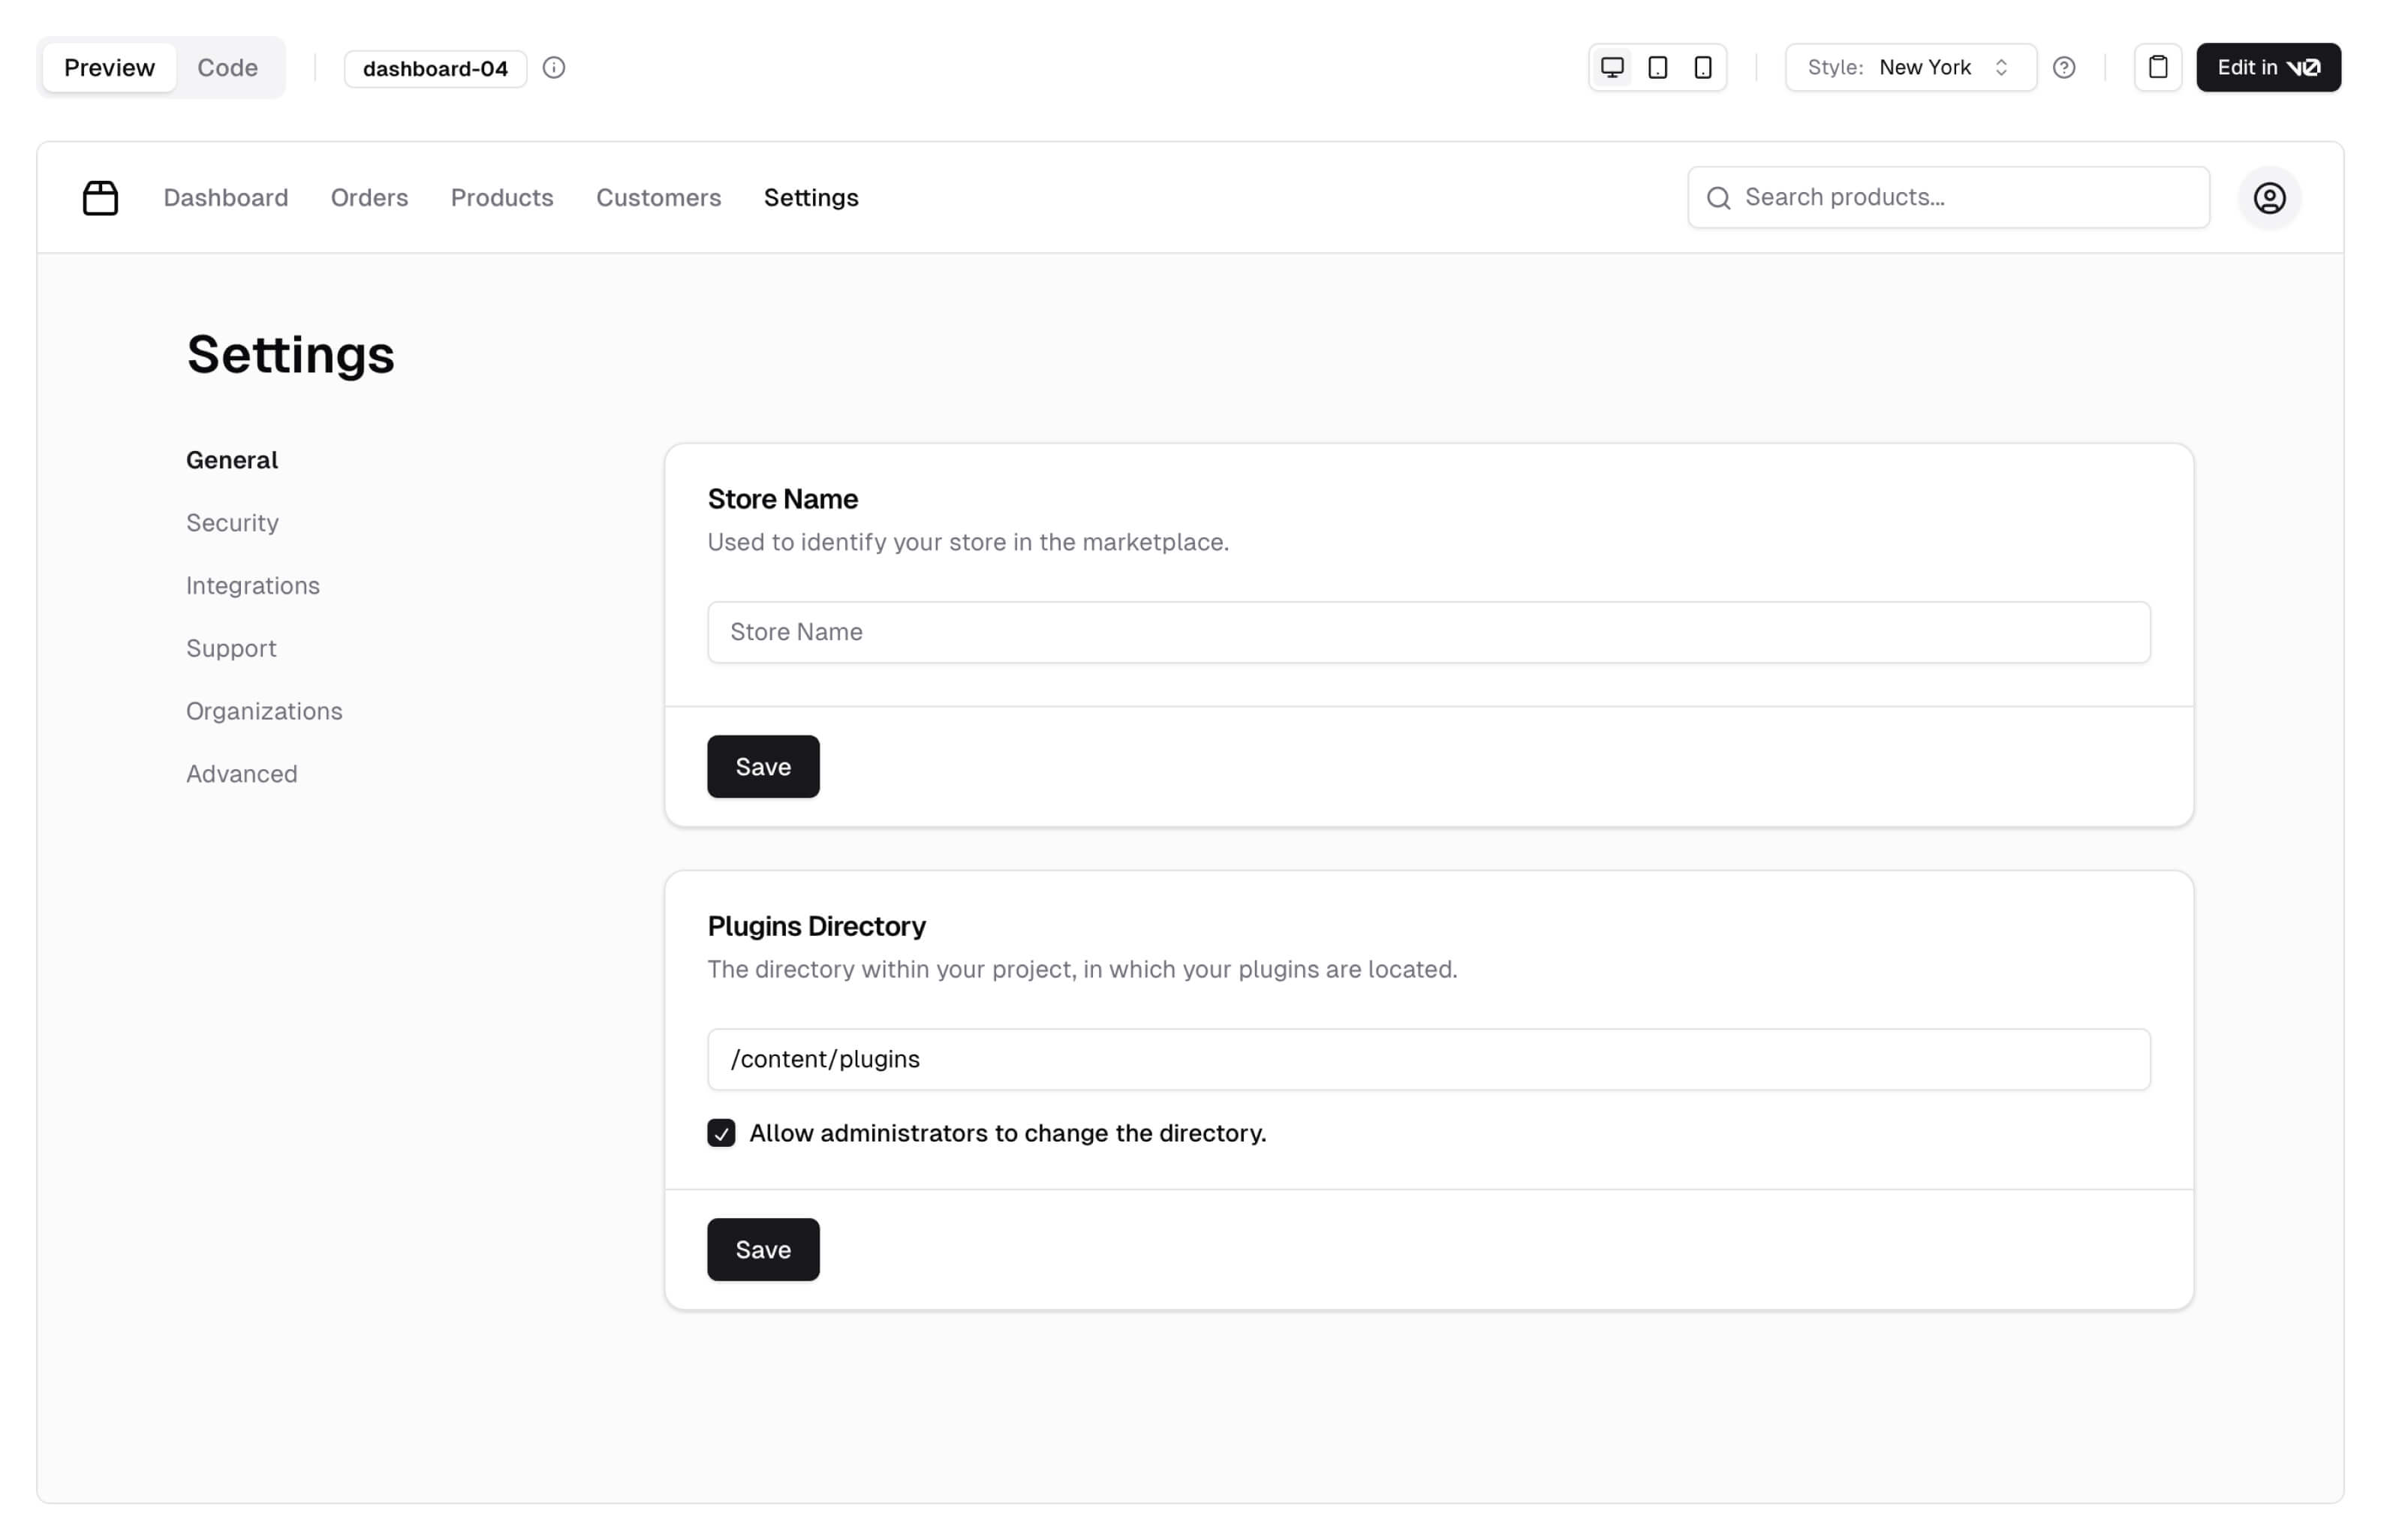 Preview Code dashboard-04 Style: New York Edit in v0
Dashboard Orders Products Customers Settings Search products...
Settings
General
Security
Integrations
Support
Organizations
Advanced
Store Name
Used to identify your store in the marketplace.
Store Name
Save
Plugins Directory
The directory within your project, in which your plugins are located.
/content/plugins
Allow administrators to change the directory.
Save